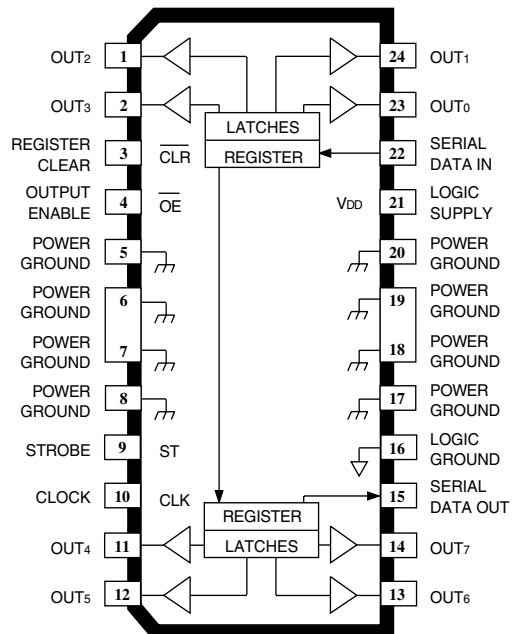 OUT2 1 24 OUT1
OUT3 2 23 OUT0
LATCHES
REGISTER
REGISTER
CLEAR
3 CLR
22 SERIAL
DATA IN
OUTPUT
ENABLE
4 OE
VDD 21 LOGIC
SUPPLY
POWER
GROUND
5
20 POWER
GROUND
POWER
GROUND
6
19 POWER
GROUND
POWER
GROUND
7
18 POWER
GROUND
POWER
GROUND
8
17 POWER
GROUND
STROBE 9 ST
16 LOGIC
GROUND
CLOCK 10 CLK
15 SERIAL
DATA OUT
REGISTER
LATCHES
OUT4 11 14 OUT7
OUT5 12 13 OUT6